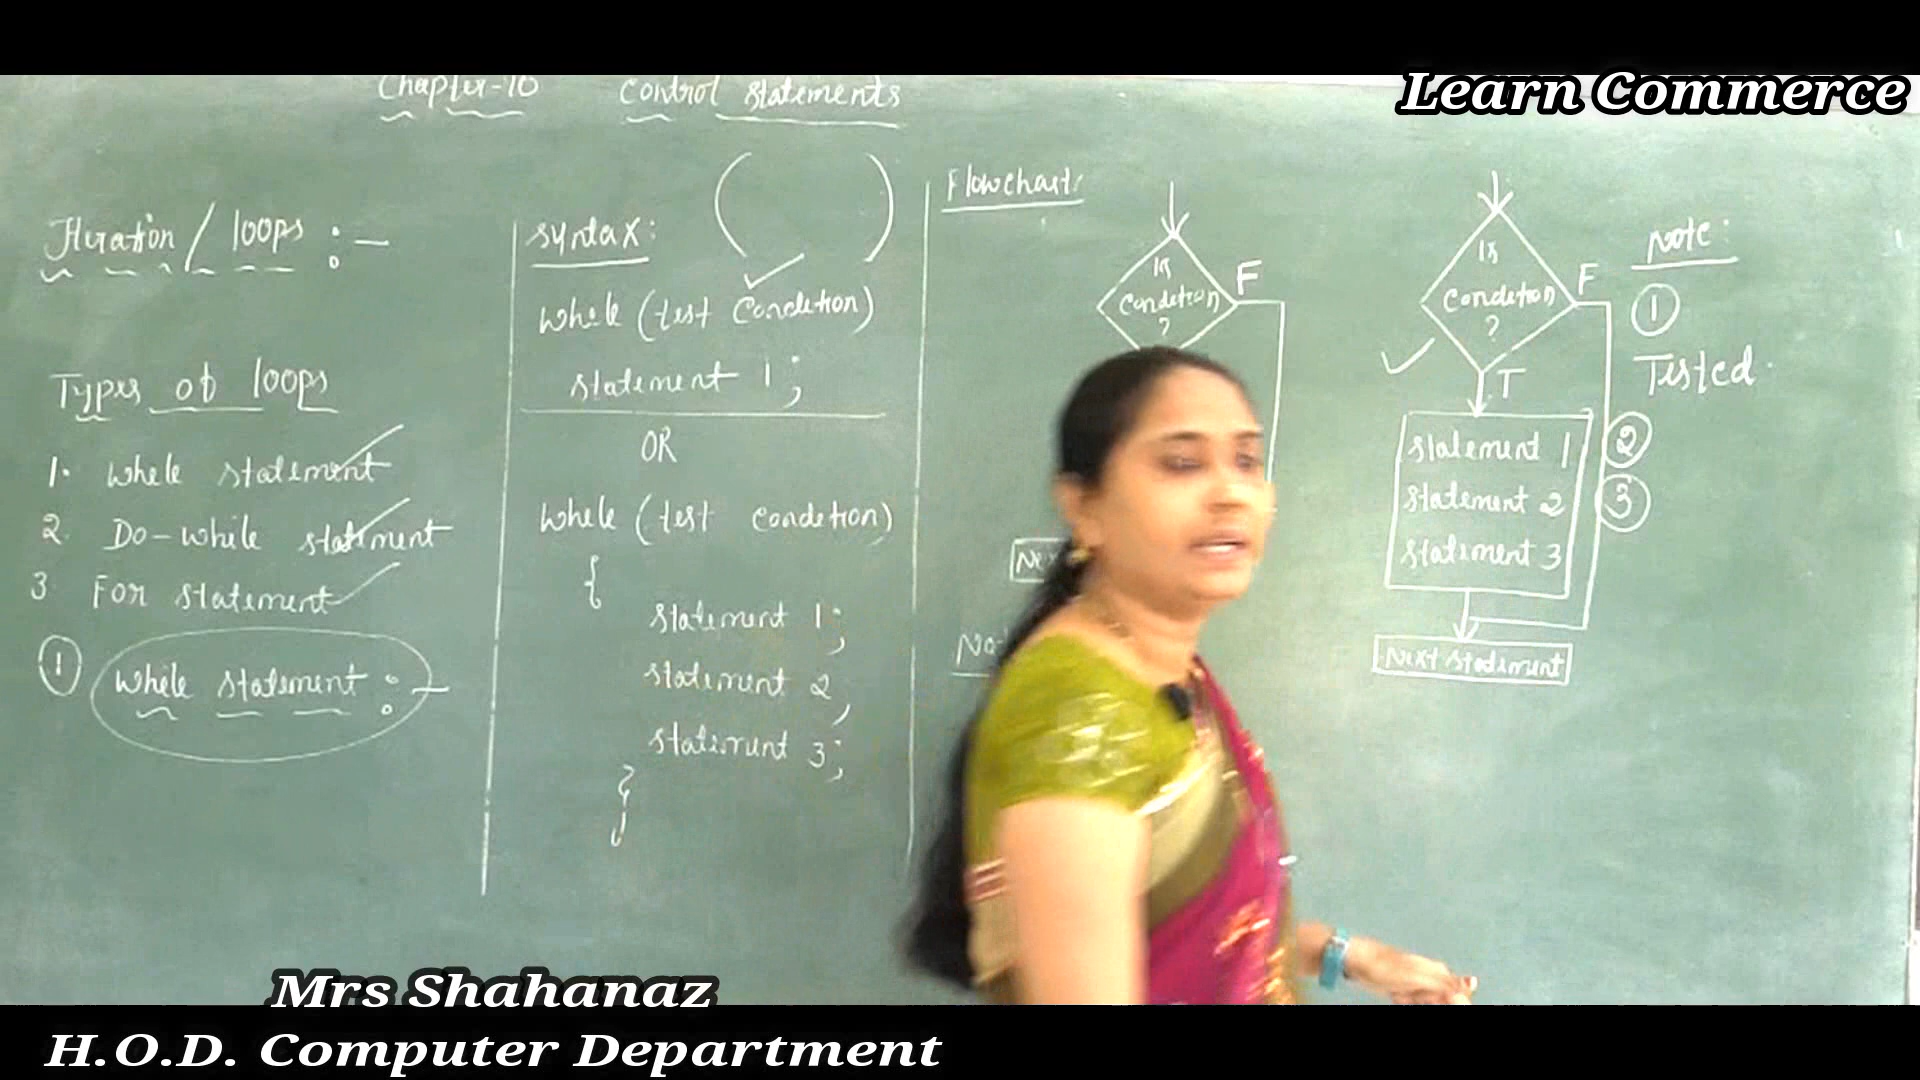 Chapter-10 Control Statements
Learn Commerce
Iteration / loops :-
Types of loops
1. While statement
2. Do-while statement
3 For statement
① While statement :-
Syntax:
While (test Condition)
Statement 1;
OR
While (test condition)
{
Statement 1;
Statement 2,
Statement 3;
}
Flowchart:
Is
Condition
?
F
Is
Condition
?
F
T
Statement 1
Statement 2
Statement 3
Next Statement
Note:
①
Tested.
②
③
Mrs Shahanaz
H.O.D. Computer Department